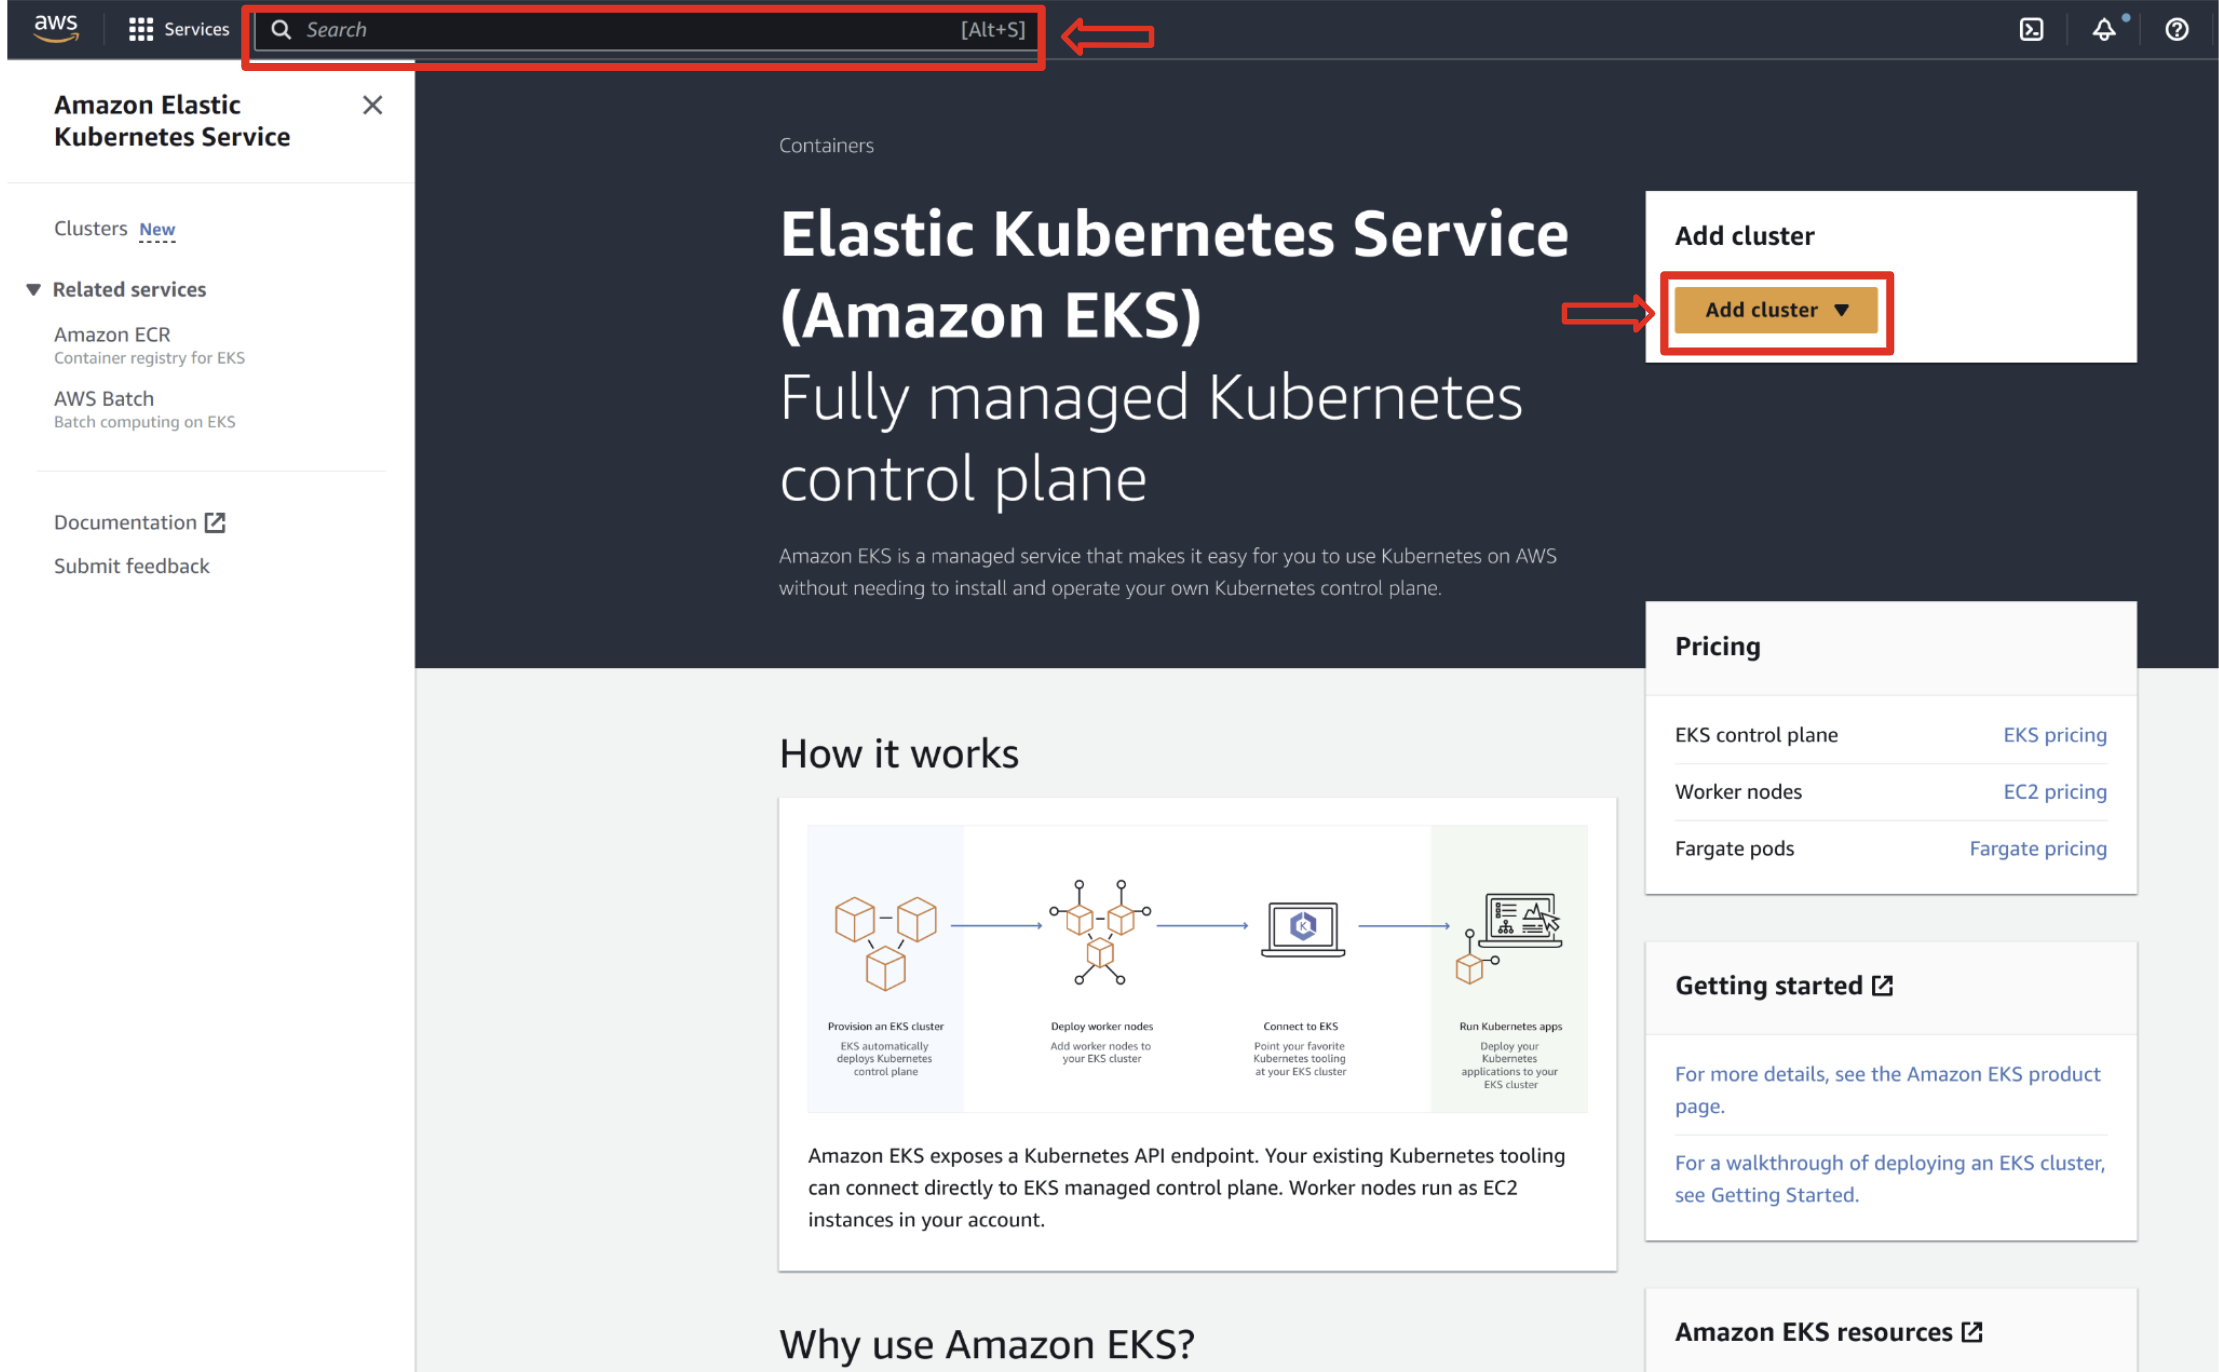 aws
Services
Search [Alt+S]
Amazon Elastic
Kubernetes Service
Clusters New
Related services
Amazon ECR
Container registry for EKS
AWS Batch
Batch computing on EKS
Documentation
Submit feedback
Containers
Elastic Kubernetes Service
(Amazon EKS)
Fully managed Kubernetes
control plane
Amazon EKS is a managed service that makes it easy for you to use Kubernetes on AWS
without needing to install and operate your own Kubernetes control plane.
Add cluster
Add cluster
Pricing
EKS control plane EKS pricing
Worker nodes EC2 pricing
Fargate pods Fargate pricing
How it works
K
Provision an EKS cluster
EKS automatically
deploys Kubernetes
control plane
Deploy worker nodes
Add worker nodes to
your EKS cluster
Connect to EKS
Point your favorite
Kubernetes tooling
at your EKS cluster
Run Kubernetes apps
Deploy your
Kubernetes
applications to your
EKS cluster
Amazon EKS exposes a Kubernetes API endpoint. Your existing Kubernetes tooling
can connect directly to EKS managed control plane. Worker nodes run as EC2
instances in your account.
Getting started
For more details, see the Amazon EKS product
page.
For a walkthrough of deploying an EKS cluster,
see Getting Started.
Why use Amazon EKS?
Amazon EKS resources